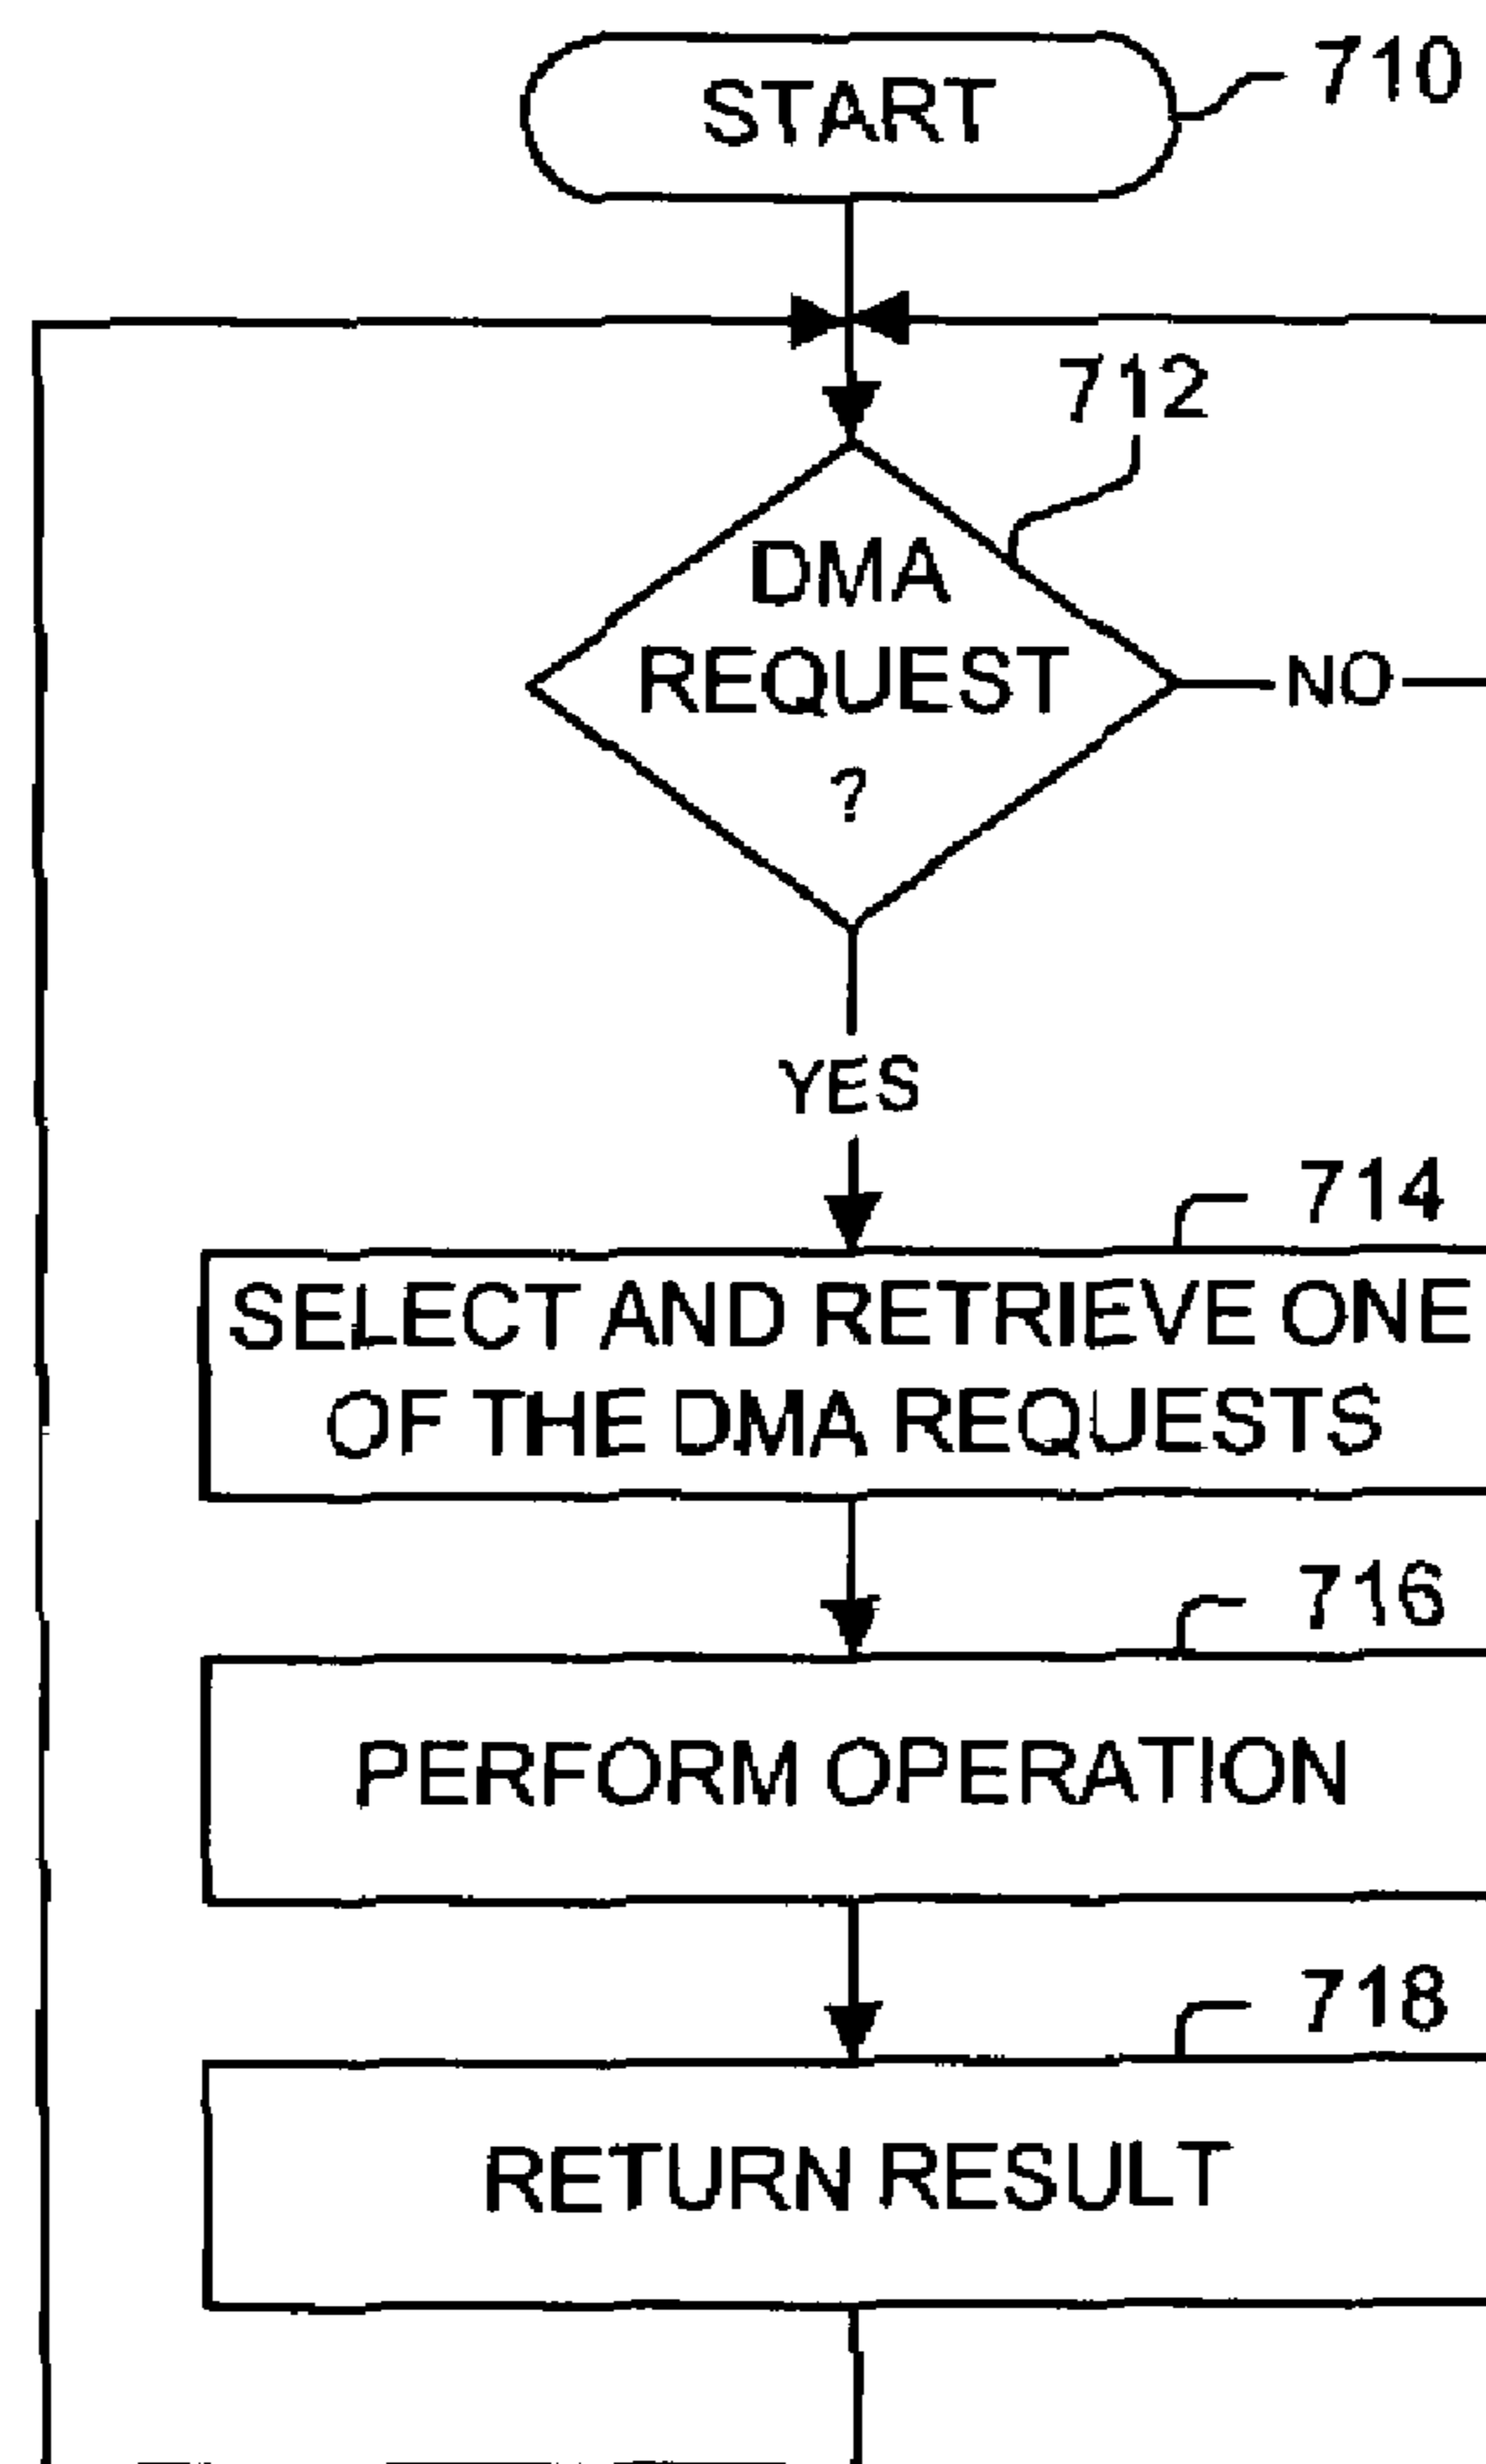 START
710
712
DMA
REQUEST
?
NO
YES
714
SELECT AND RETRIEVE ONE
OF THE DMA REQUESTS
716
PERFORM OPERATION
718
RETURN RESULT